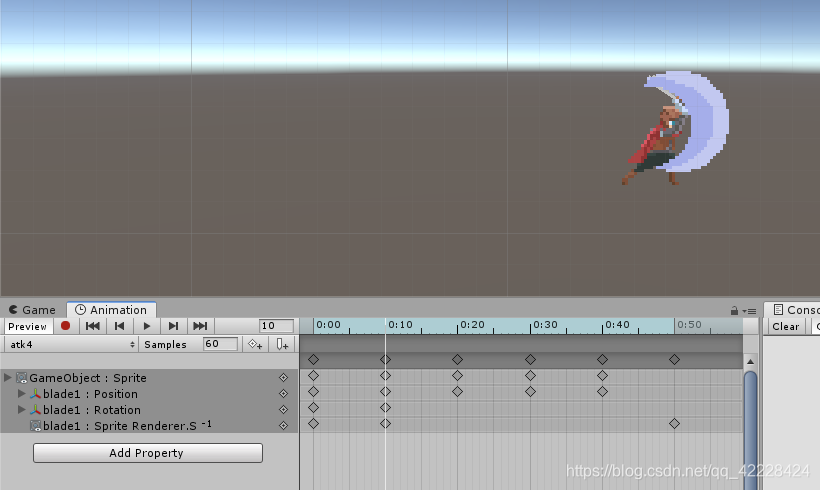 Game Animation Conso
Preview 10 0:00 0:10 0:20 0:30 0:40 0:50 Clear
atk4 Samples 60
GameObject : Sprite
blade1 : Position
blade1 : Rotation
blade1 : Sprite Renderer.S -1
Add Property
https://blog.csdn.net/qq_42228424